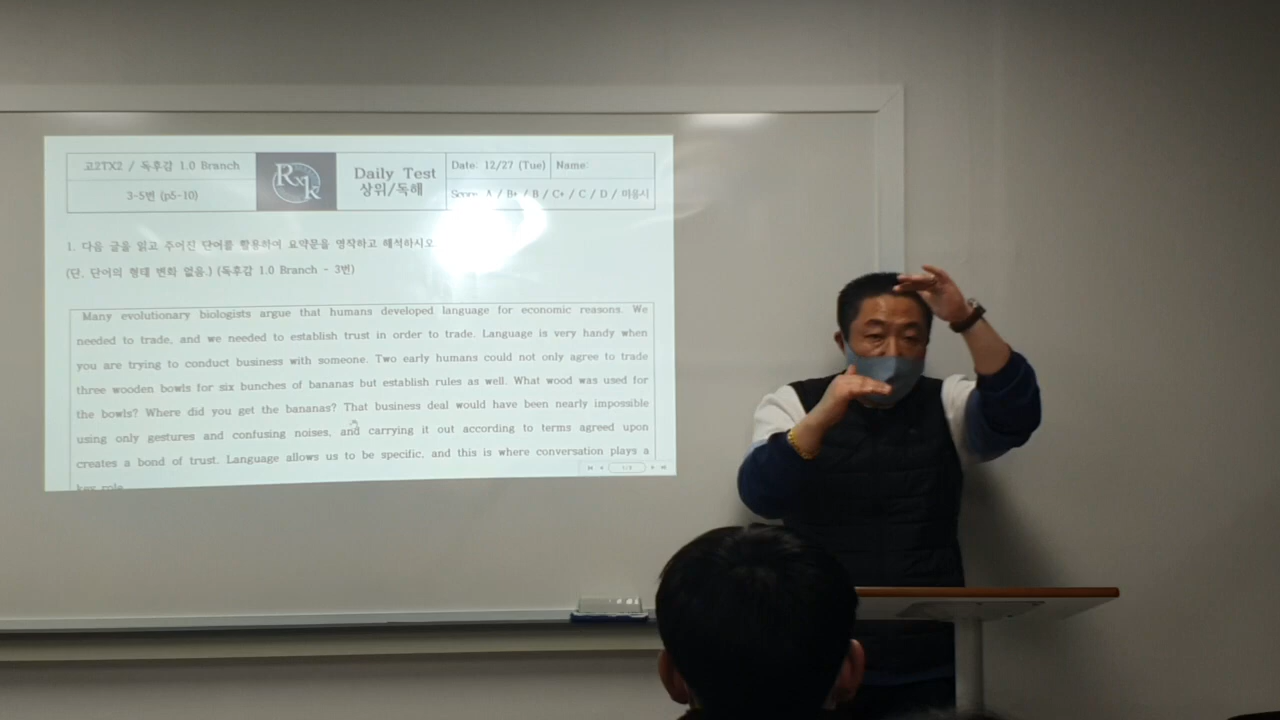 고2TX2 / 독후감 1.0 Branch
3-5번 (p5-10)
RxK
Daily Test
상위/독해
Date: 12/27 (Tue)
Name:
Score: A / B+ / B / C+ / C / D / 미응시
1. 다음 글을 읽고 주어진 단어를 활용하여 요약문을 영작하고 해석하시오.
(단, 단어의 형태 변화 없음.) (독후감 1.0 Branch - 3번)
Many evolutionary biologists argue that humans developed language for economic reasons. We
needed to trade, and we needed to establish trust in order to trade. Language is very handy when
you are trying to conduct business with someone. Two early humans could not only agree to trade
three wooden bowls for six bunches of bananas but establish rules as well. What wood was used for
the bowls? Where did you get the bananas? That business deal would have been nearly impossible
using only gestures and confusing noises, and carrying it out according to terms agreed upon
creates a bond of trust. Language allows us to be specific, and this is where conversation plays a
key role